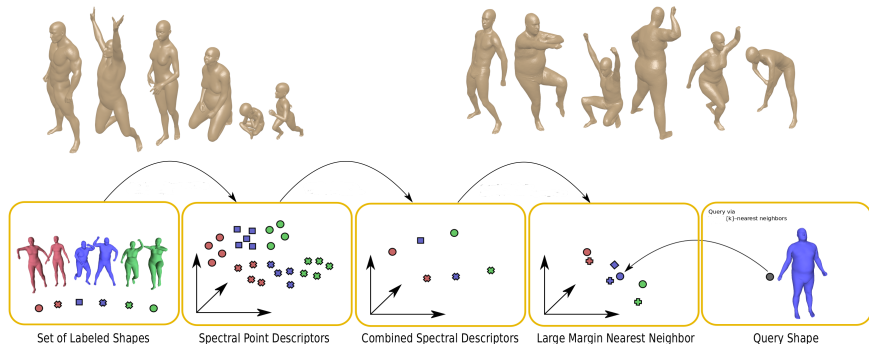 Query via
{k}-nearest neighbors
Set of Labeled Shapes
Spectral Point Descriptors
Combined Spectral Descriptors
Large Margin Nearest Neighbor
Query Shape